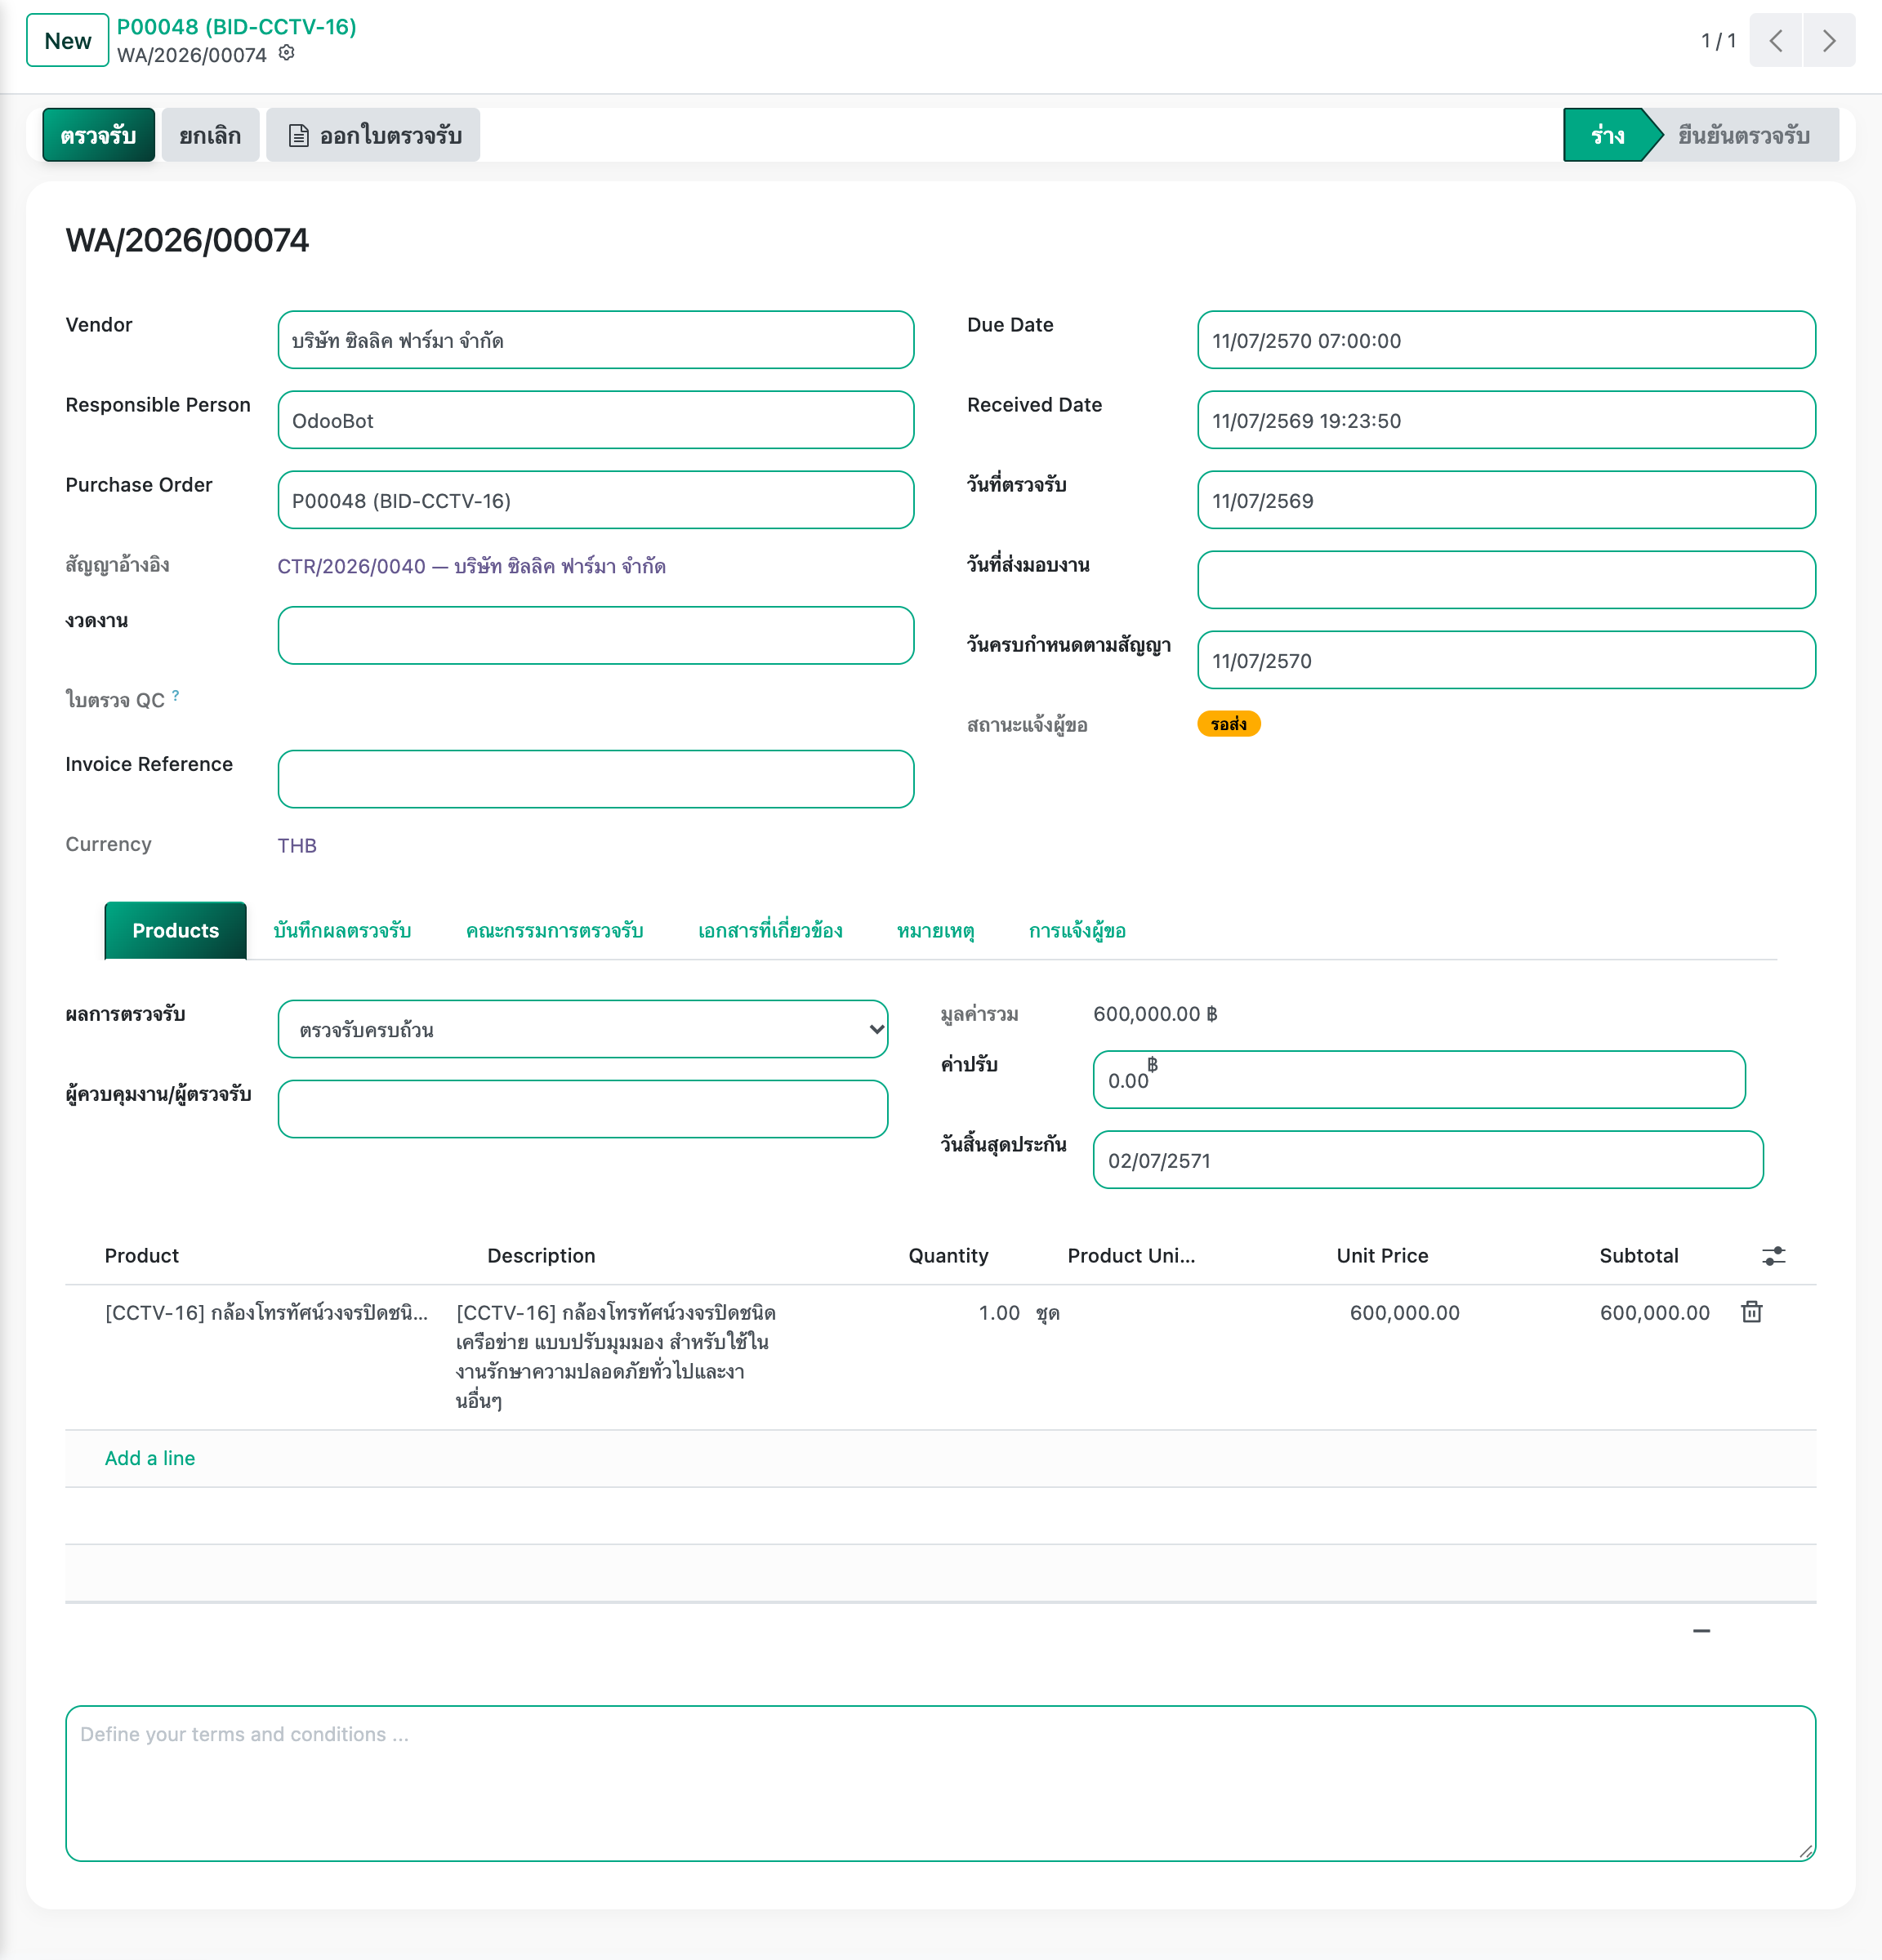 New
P00048 (BID-CCTV-16)
WA/2026/00074
1 / 1
ตรวจรับ
ยกเลิก
ออกใบตรวจรับ
ร่าง
ยืนยันตรวจรับ
WA/2026/00074
Vendor
บริษัท ซิลลิค ฟาร์มา จำกัด
Due Date
11/07/2570 07:00:00
Responsible Person
OdooBot
Received Date
11/07/2569 19:23:50
Purchase Order
P00048 (BID-CCTV-16)
วันที่ตรวจรับ
11/07/2569
สัญญาอ้างอิง
CTR/2026/0040 — บริษัท ซิลลิค ฟาร์มา จำกัด
วันที่ส่งมอบงาน
งวดงาน
วันครบกำหนดตามสัญญา
11/07/2570
ใบตรวจ QC ?
สถานะแจ้งผู้ขอ
รอส่ง
Invoice Reference
Currency
THB
Products
บันทึกผลตรวจรับ
คณะกรรมการตรวจรับ
เอกสารที่เกี่ยวข้อง
หมายเหตุ
การแจ้งผู้ขอ
ผลการตรวจรับ
ตรวจรับครบถ้วน
มูลค่ารวม
600,000.00 ฿
ค่าปรับ
0.00฿
ผู้ควบคุมงาน/ผู้ตรวจรับ
วันสิ้นสุดประกัน
02/07/2571
Product
Description
Quantity
Product Uni...
Unit Price
Subtotal
[CCTV-16] กล้องโทรทัศน์วงจรปิดชนิ...
[CCTV-16] กล้องโทรทัศน์วงจรปิดชนิด
เครือข่าย แบบปรับมุมมอง สำหรับใช้ใน
งานรักษาความปลอดภัยทั่วไปและงา
นอื่นๆ
1.00
ชุด
600,000.00
600,000.00
Add a line
—
Define your terms and conditions ...